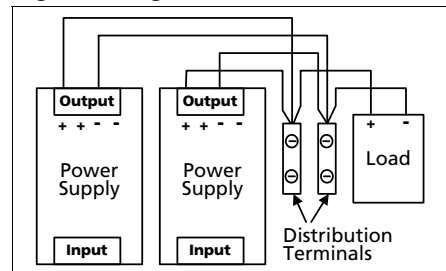 Output
+ + - -
Power
Supply
Input
Output
+ + - -
Power
Supply
Input
+ -
Load
Distribution
Terminals